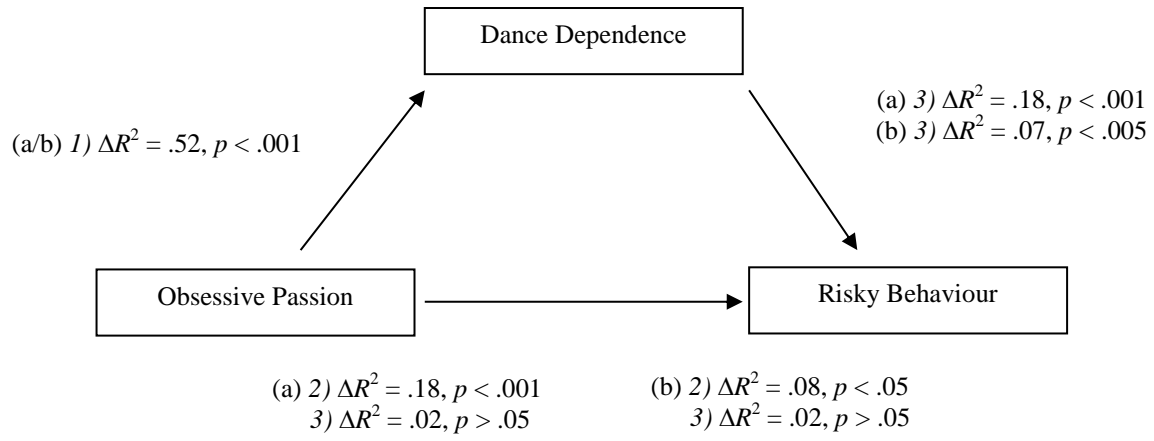 Dance Dependence
(a) 3) ΔR² = .18, p < .001
(b) 3) ΔR² = .07, p < .005
(a/b) 1) ΔR² = .52, p < .001
Obsessive Passion
Risky Behaviour
(a) 2) ΔR² = .18, p < .001
3) ΔR² = .02, p > .05
(b) 2) ΔR² = .08, p < .05
3) ΔR² = .02, p > .05